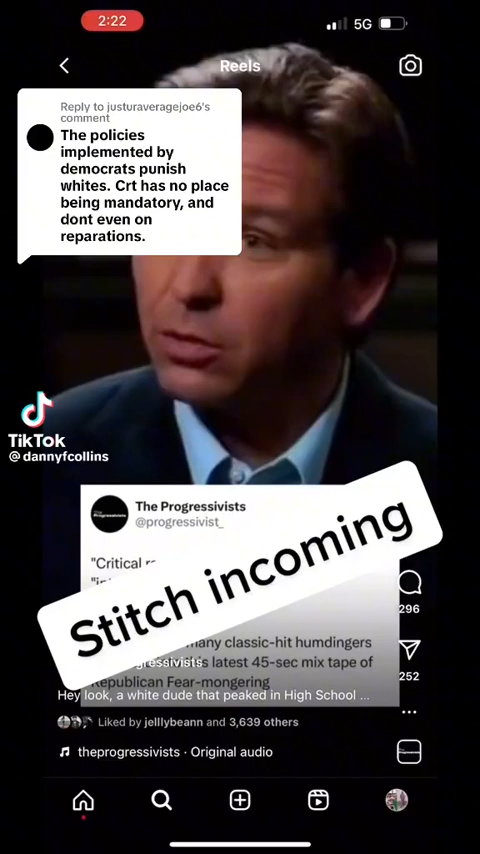 2:22
5G
Reels
Reply to justuraveragejoe6's
comment
The policies
implemented by
democrats punish
whites. Crt has no place
being mandatory, and
dont even on
reparations.
TikTok
@dannyfcollins
The Progressivists
@progressivist_
"Critical
Stitch incoming
296
many classic-hit humdingers
latest 45-sec mix tape of
Republican Fear-mongering
252
Hey look, a white dude that peaked in High School ...
Liked by jelllybeann and 3,639 others
theprogressivists · Original audio